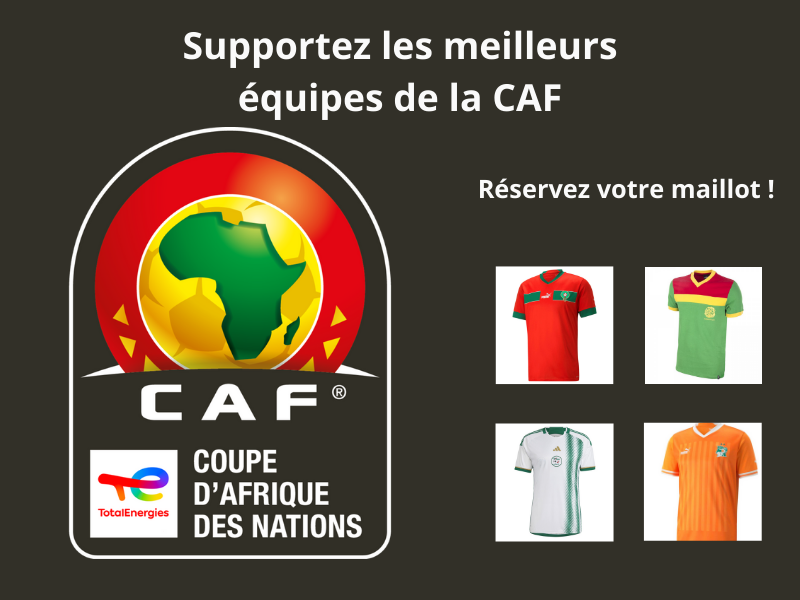 Supportez les meilleurs
équipes de la CAF
Réservez votre maillot !
CAF®
TotalEnergies
COUPE
D'AFRIQUE
DES NATIONS